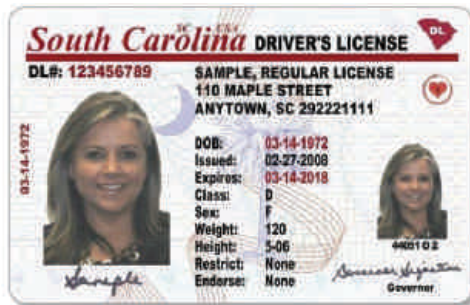 SC USA
South Carolina DRIVER'S LICENSE
DL
DL#: 123456789
SAMPLE, REGULAR LICENSE
110 MAPLE STREET
ANYTOWN, SC 292221111
03-14-1972
DOB: 03-14-1972
Issued: 02-27-2008
Expires: 03-14-2018
Class: D
Sex: F
Weight: 120
Height: 5-06
Restrict: None
Endorse: None
Sample
Governor